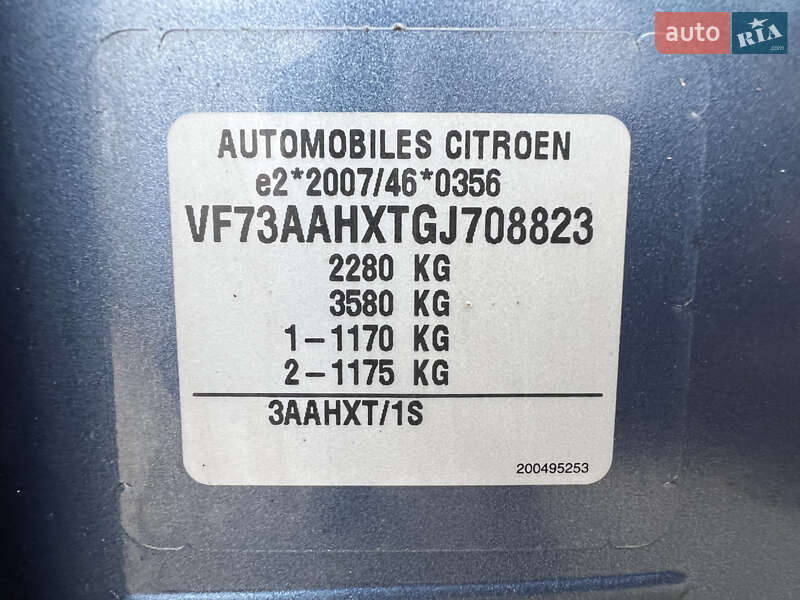 auto RIA
.com
AUTOMOBILES CITROEN
e2*2007/46*0356
VF73AAHXTGJ708823
2280 KG
3580 KG
1-1170 KG
2-1175 KG
3AAHXT/1S
200495253